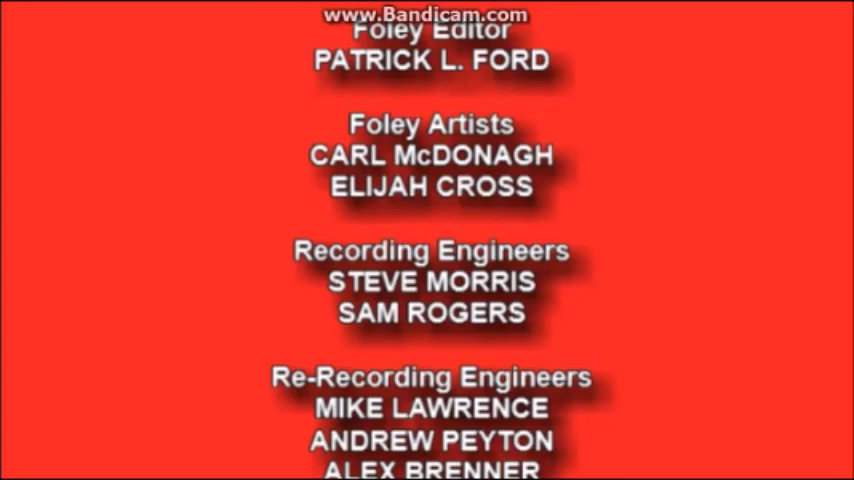 www.Bandicam.com
Foley Editor
PATRICK L. FORD
Foley Artists
CARL McDONAGH
ELIJAH CROSS
Recording Engineers
STEVE MORRIS
SAM ROGERS
Re-Recording Engineers
MIKE LAWRENCE
ANDREW PEYTON
ALEX BRENNER